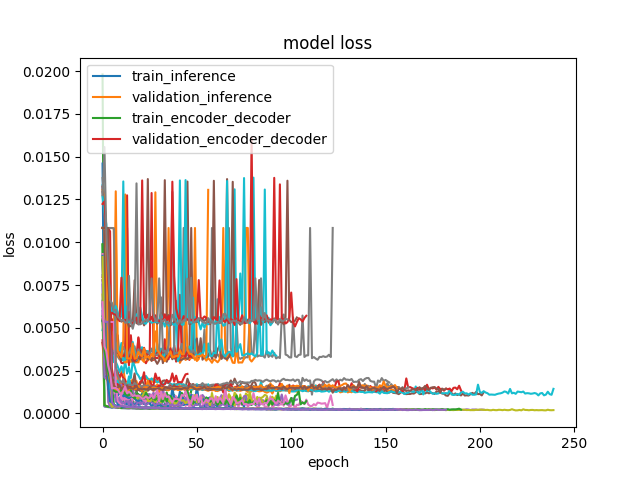 model loss
0.0200
0.0175
0.0150
0.0125
0.0100
0.0075
0.0050
0.0025
0.0000
loss
train_inference
validation_inference
train_encoder_decoder
validation_encoder_decoder
0 50 100 150 200 250
epoch